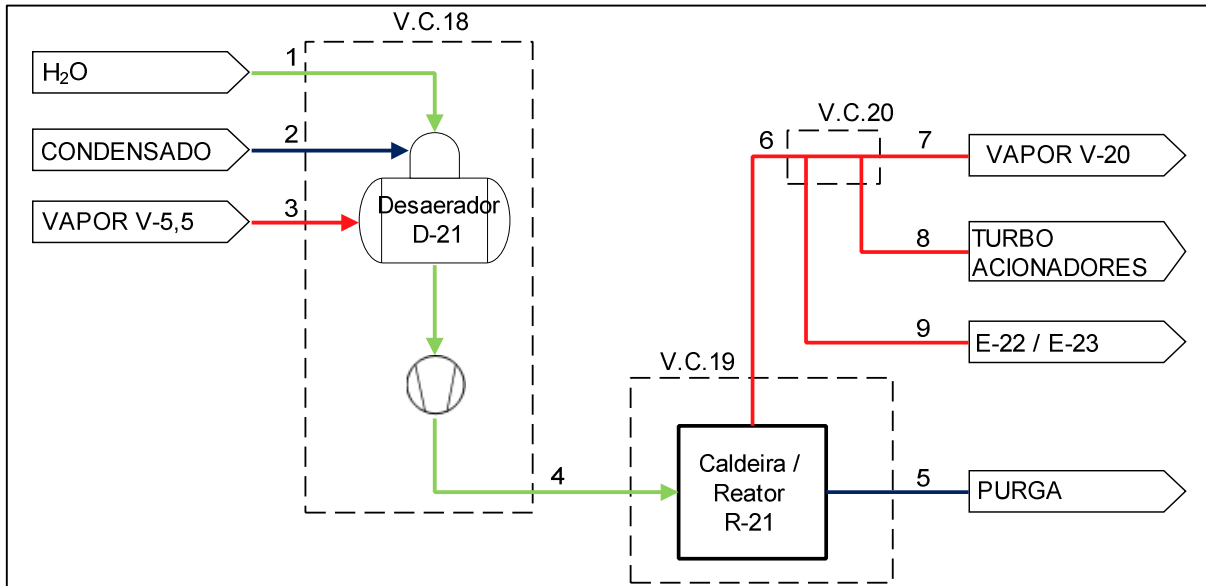 V.C.18
H₂O
1
CONDENSADO
2
VAPOR V-5,5
3
Desaerador
D-21
4
V.C.19
Caldeira /
Reator
R-21
5
PURGA
V.C.20
6
7
VAPOR V-20
8
TURBO
ACIONADORES
9
E-22 / E-23